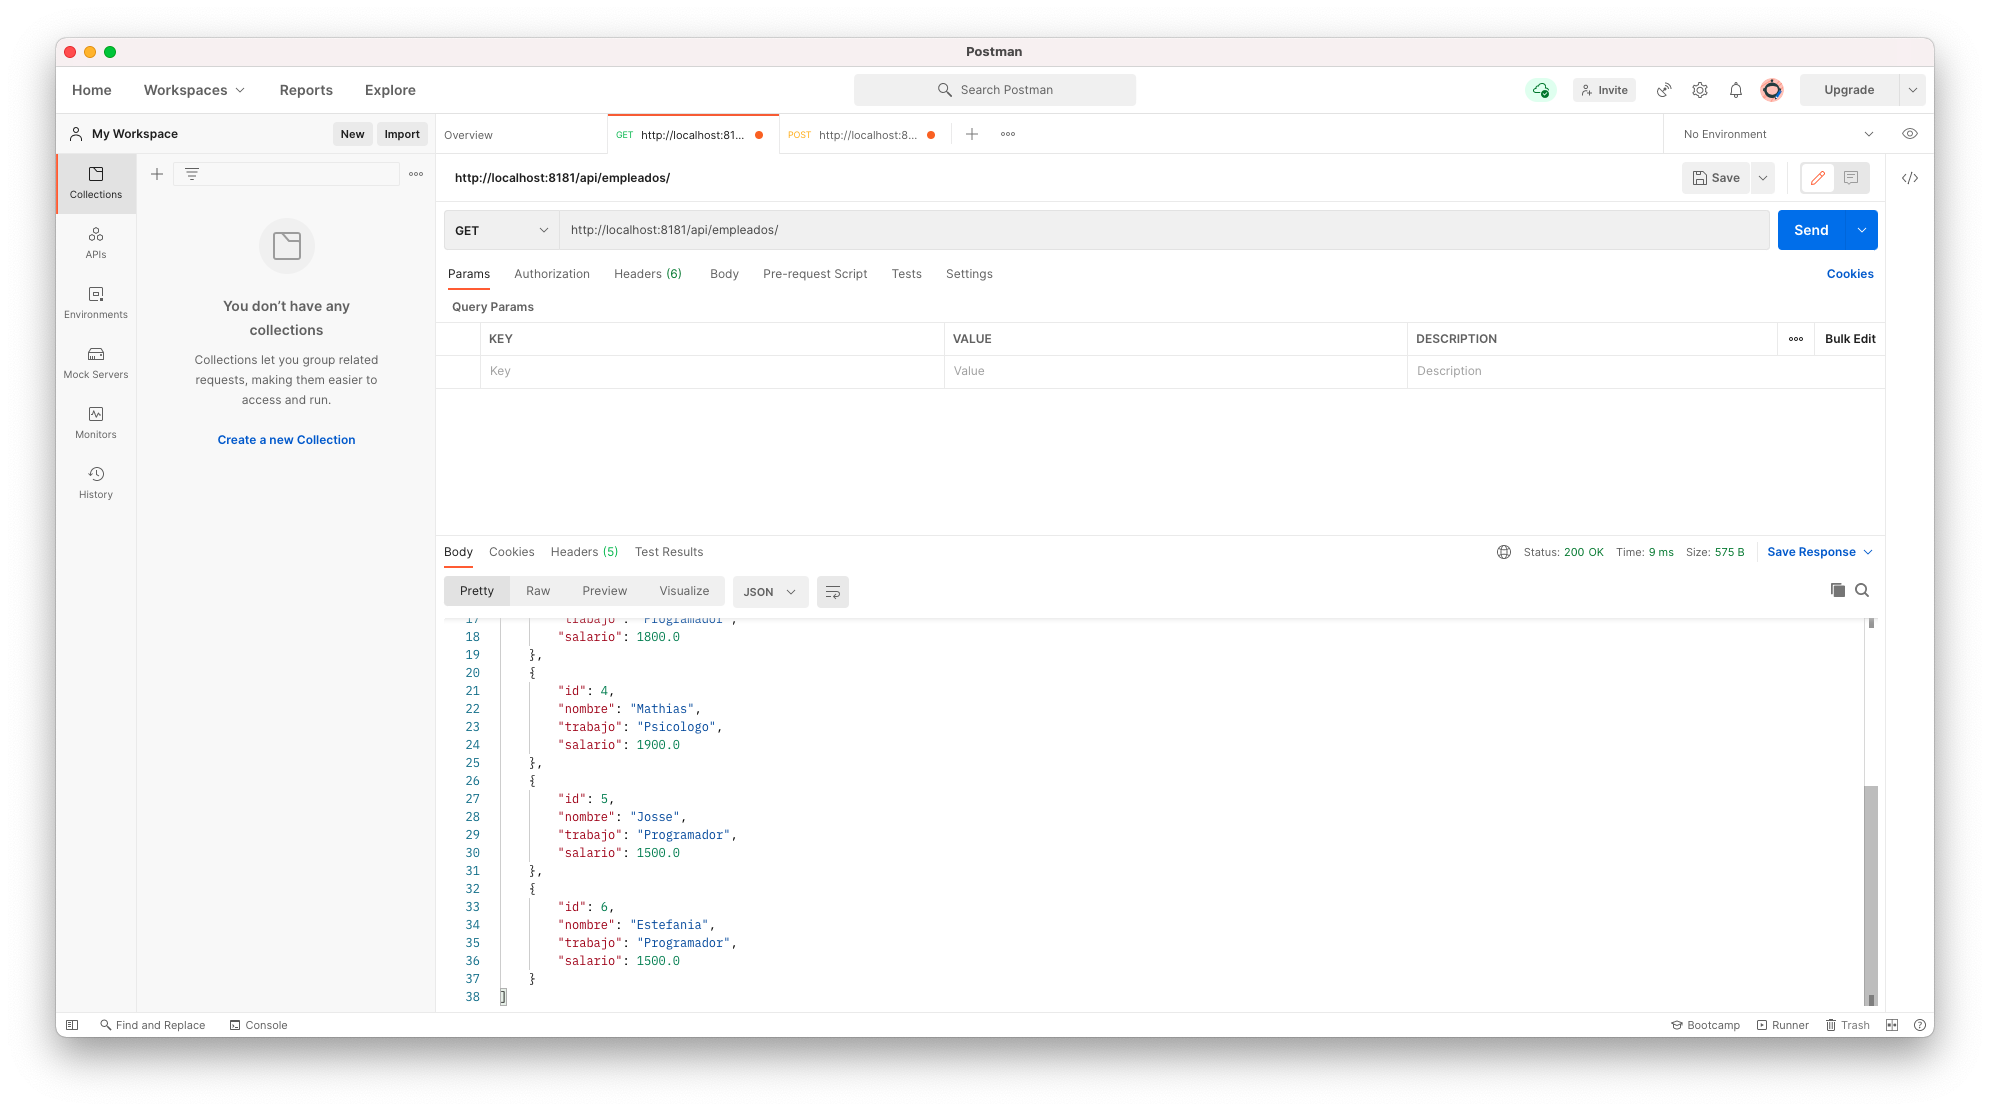 Postman
Home Workspaces Reports Explore Search Postman Invite Upgrade
My Workspace New Import Overview GET http://localhost:81... POST http://localhost:8... No Environment
Collections
APIs
Environments
Mock Servers
Monitors
History
You don’t have any
collections
Collections let you group related
requests, making them easier to
access and run.
Create a new Collection
http://localhost:8181/api/empleados/ Save
GET http://localhost:8181/api/empleados/ Send
Params Authorization Headers (6) Body Pre-request Script Tests Settings Cookies
Query Params
KEY VALUE DESCRIPTION Bulk Edit
Key Value Description
Body Cookies Headers (5) Test Results Status: 200 OK Time: 9 ms Size: 575 B Save Response
Pretty Raw Preview Visualize JSON
17 "trabajo": "Programador",
18 "salario": 1800.0
19 },
20 {
21 "id": 4,
22 "nombre": "Mathias",
23 "trabajo": "Psicologo",
24 "salario": 1900.0
25 },
26 {
27 "id": 5,
28 "nombre": "Josse",
29 "trabajo": "Programador",
30 "salario": 1500.0
31 },
32 {
33 "id": 6,
34 "nombre": "Estefania",
35 "trabajo": "Programador",
36 "salario": 1500.0
37 }
38 ]
Find and Replace Console Bootcamp Runner Trash